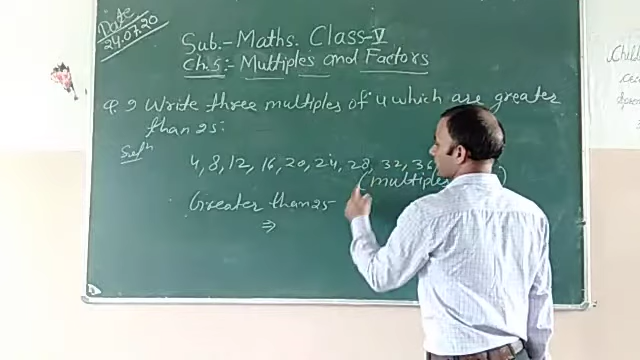 Date
24.07.20
Sub.- Maths. Class-V
Ch.5:- Multiples and Factors
Q.9 Write three multiples of 4 which are greater
than 25:
Solⁿ
4, 8, 12, 16, 20, 24, 28, 32, 36
(multiples )
Greater than 25
⇒
Child